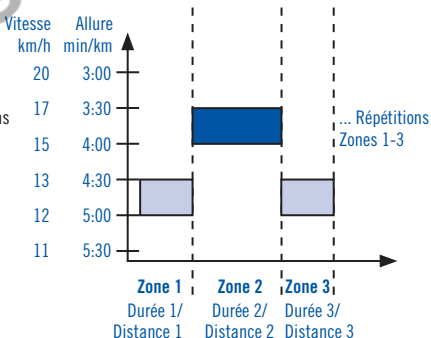 Vitesse Allure
km/h min/km
20 3:00
17 3:30
ns
... Répétitions
15 4:00
Zones 1-3
13 4:30
12 5:00
11 5:30
Zone 1 Zone 2 Zone 3
Durée 1/ Durée 2/ Durée 3/
Distance 1 Distance 2 Distance 3